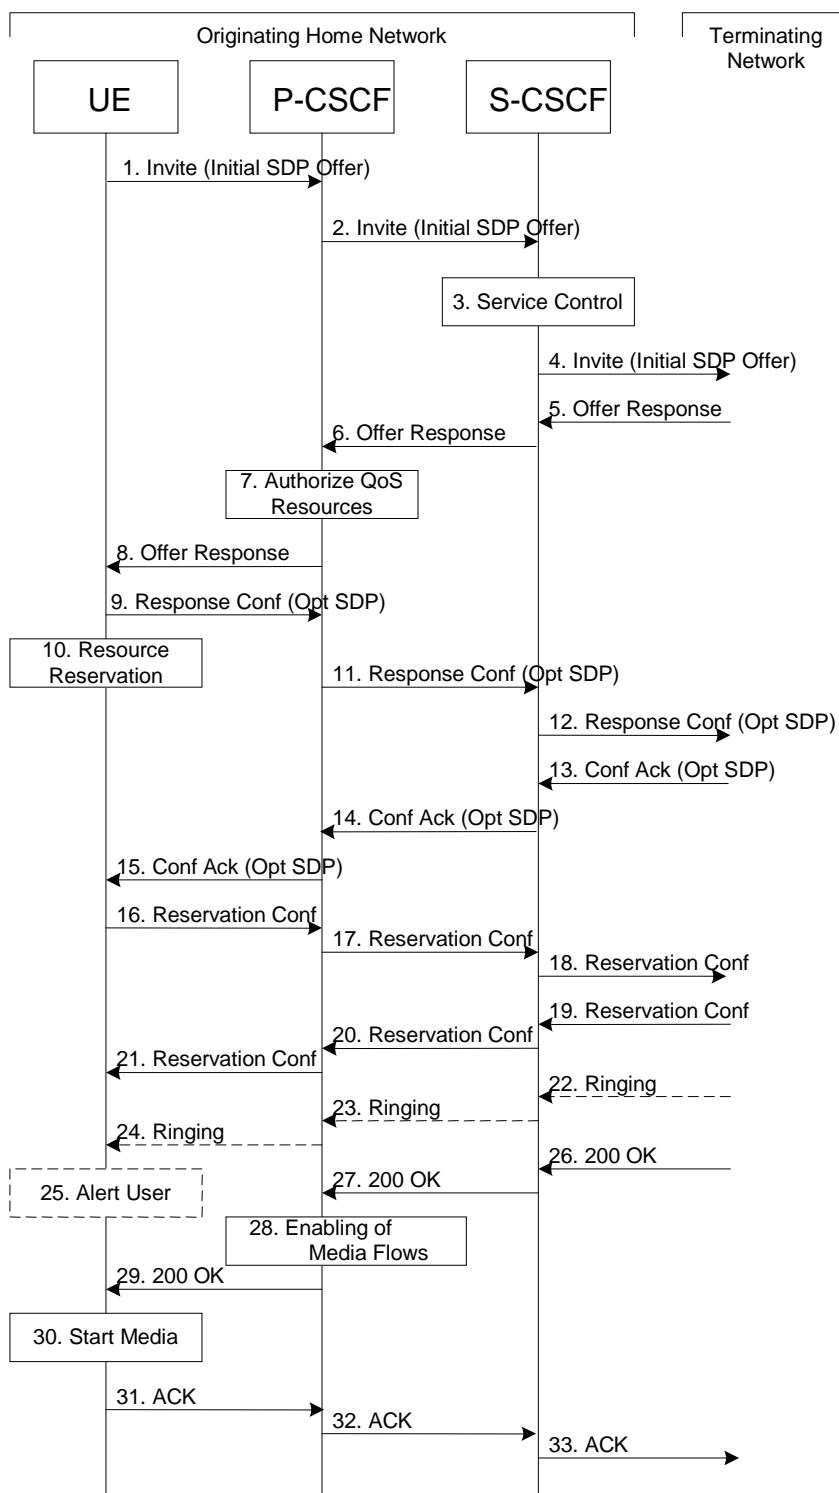 Originating Home Network
Terminating
Network
UE
P-CSCF
S-CSCF
1. Invite (Initial SDP Offer)
2. Invite (Initial SDP Offer)
3. Service Control
4. Invite (Initial SDP Offer)
5. Offer Response
6. Offer Response
7. Authorize QoS
Resources
8. Offer Response
9. Response Conf (Opt SDP)
10. Resource
Reservation
11. Response Conf (Opt SDP)
12. Response Conf (Opt SDP)
13. Conf Ack (Opt SDP)
14. Conf Ack (Opt SDP)
15. Conf Ack (Opt SDP)
16. Reservation Conf
17. Reservation Conf
18. Reservation Conf
19. Reservation Conf
20. Reservation Conf
21. Reservation Conf
22. Ringing
23. Ringing
24. Ringing
25. Alert User
26. 200 OK
27. 200 OK
28. Enabling of
Media Flows
29. 200 OK
30. Start Media
31. ACK
32. ACK
33. ACK